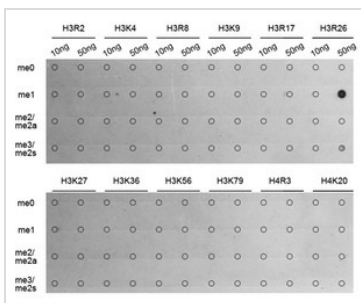 H3R2 H3K4 H3R8 H3K9 H3R17 H3R26
10ng 50ng 10ng 50ng 10ng 50ng 10ng 50ng 10ng 50ng 10ng 50ng
me0
me1
me2/
me2a
me3/
me2s
H3K27 H3K36 H3K56 H3K79 H4R3 H4K20
me0
me1
me2/
me2a
me3/
me2s